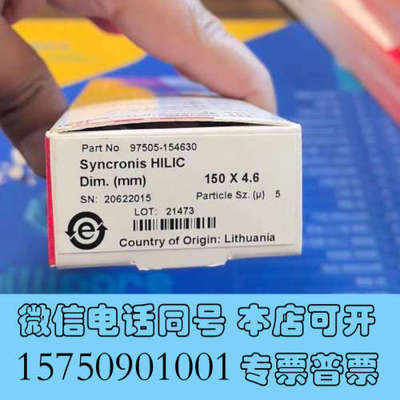 Part No 97505-154630
Syncronis HILIC
Dim. (mm) 150 X 4.6
SN: 20622015 Particle Sz. (µ) 5
LOT: 21473
e
Country of Origin: Lithuania
微信电话同号 本店可开
15750901001 专票普票